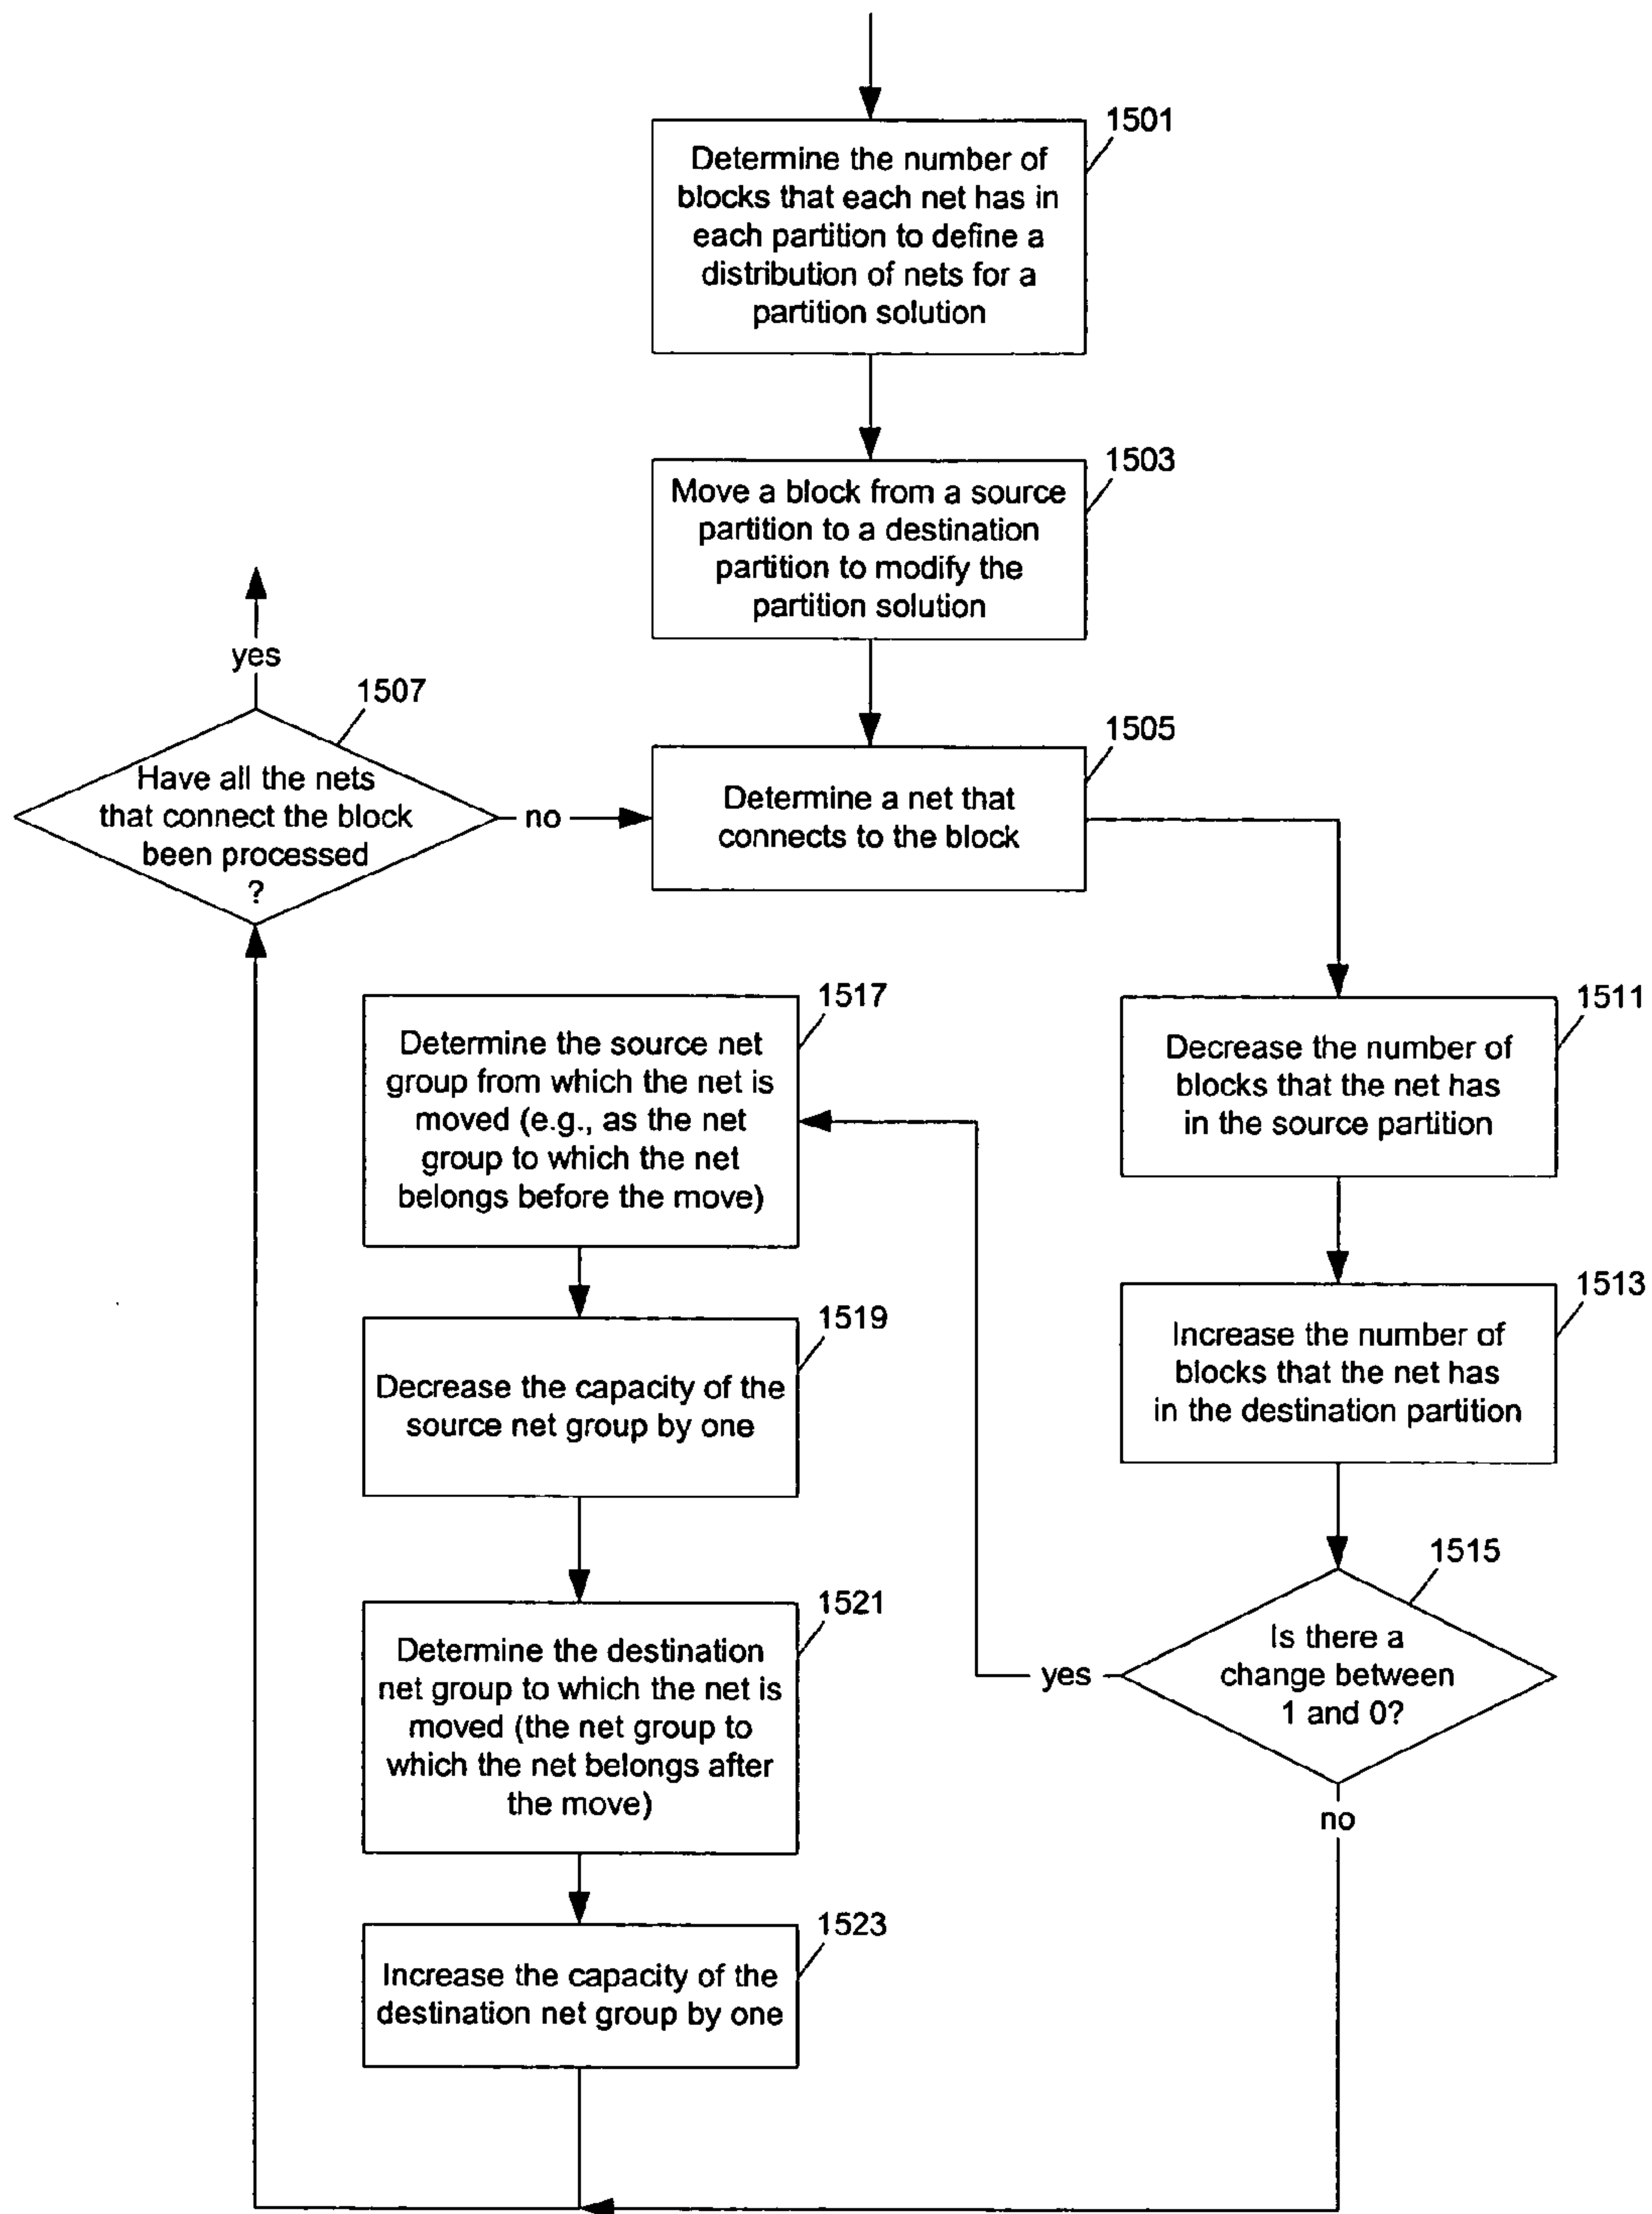 1501
Determine the number of
blocks that each net has in
each partition to define a
distribution of nets for a
partition solution
1503
Move a block from a source
partition to a destination
partition to modify the
partition solution
yes
1507
Have all the nets
that connect the block
been processed
?
no
1505
Determine a net that
connects to the block
1517
Determine the source net
group from which the net is
moved (e.g., as the net
group to which the net
belongs before the move)
1511
Decrease the number of
blocks that the net has
in the source partition
1519
Decrease the capacity of the
source net group by one
1513
Increase the number of
blocks that the net has
in the destination partition
1515
Is there a
change between
1 and 0?
yes
no
1521
Determine the destination
net group to which the net is
moved (the net group to
which the net belongs after
the move)
1523
Increase the capacity of the
destination net group by one